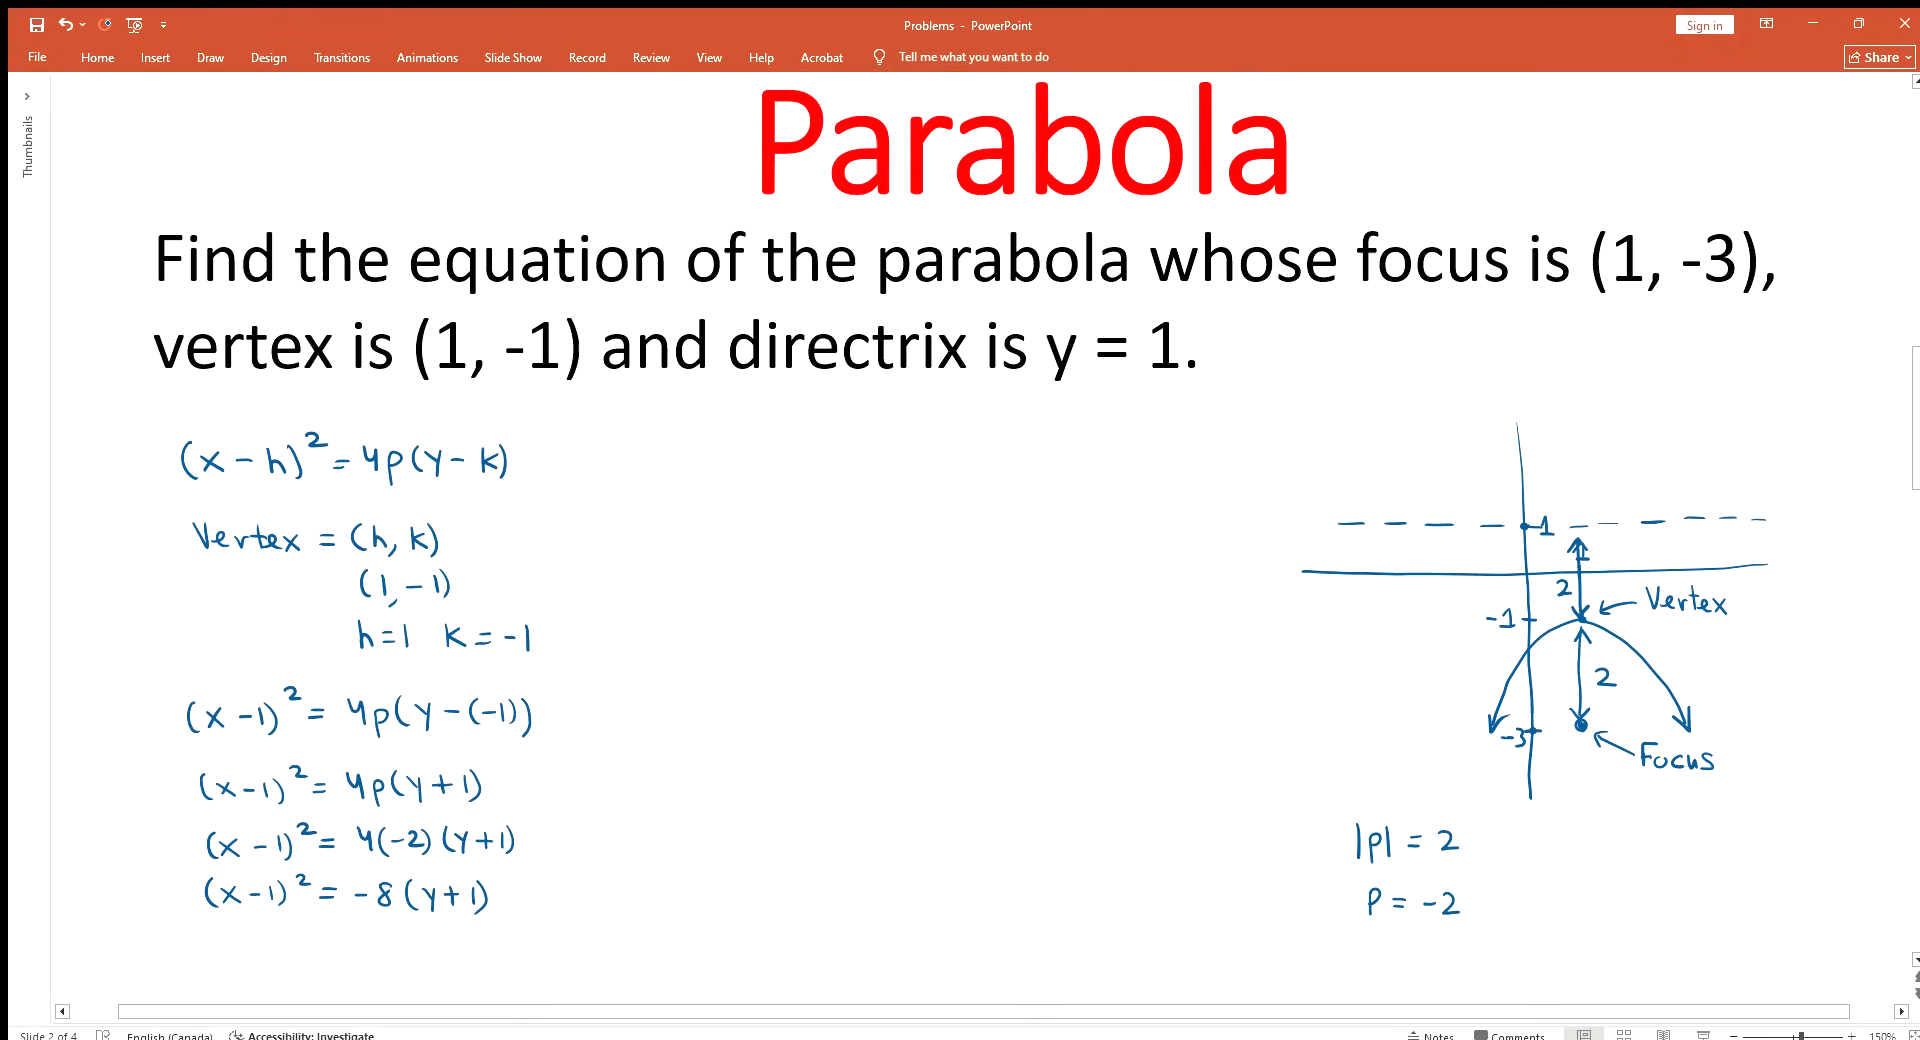 Problems - PowerPoint
Sign in
File Home Insert Draw Design Transitions Animations Slide Show Record Review View Help Acrobat Tell me what you want to do Share
Thumbnails
Parabola
Find the equation of the parabola whose focus is (1, -3),
vertex is (1, -1) and directrix is y = 1.
(x - h)² = 4p(y - k)
Vertex = (h, k)
(1, -1)
h = 1 k = -1
(x - 1)² = 4p(y - (-1))
(x - 1)² = 4p(y + 1)
(x - 1)² = 4(-2)(y + 1)
(x - 1)² = -8(y + 1)
1
2
Vertex
-1
2
-3
Focus
|p| = 2
P = -2
Slide 2 of 4 English (Canada) Accessibility: Investigate Notes Comments 150%